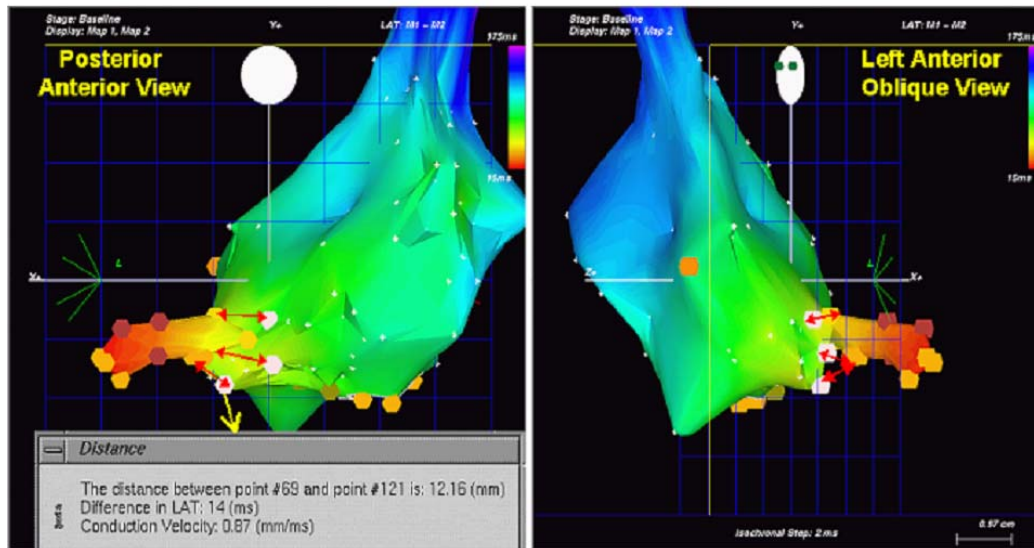 Stage: Baseline
Display: Map 1, Map 2
Y+
LAT: M1 - M2
175ms
Posterior
Anterior View
15ms
X+
L
Distance
The distance between point #69 and point #121 is: 12.16 (mm)
Difference in LAT: 14 (ms)
Conduction Velocity: 0.87 (mm/ms)
Stage: Baseline
Display: Map 1, Map 2
Y+
LAT: M1 - M2
175ms
Left Anterior
Oblique View
15ms
Z+
X+
Isochronal Step: 2 ms
0.97 cm